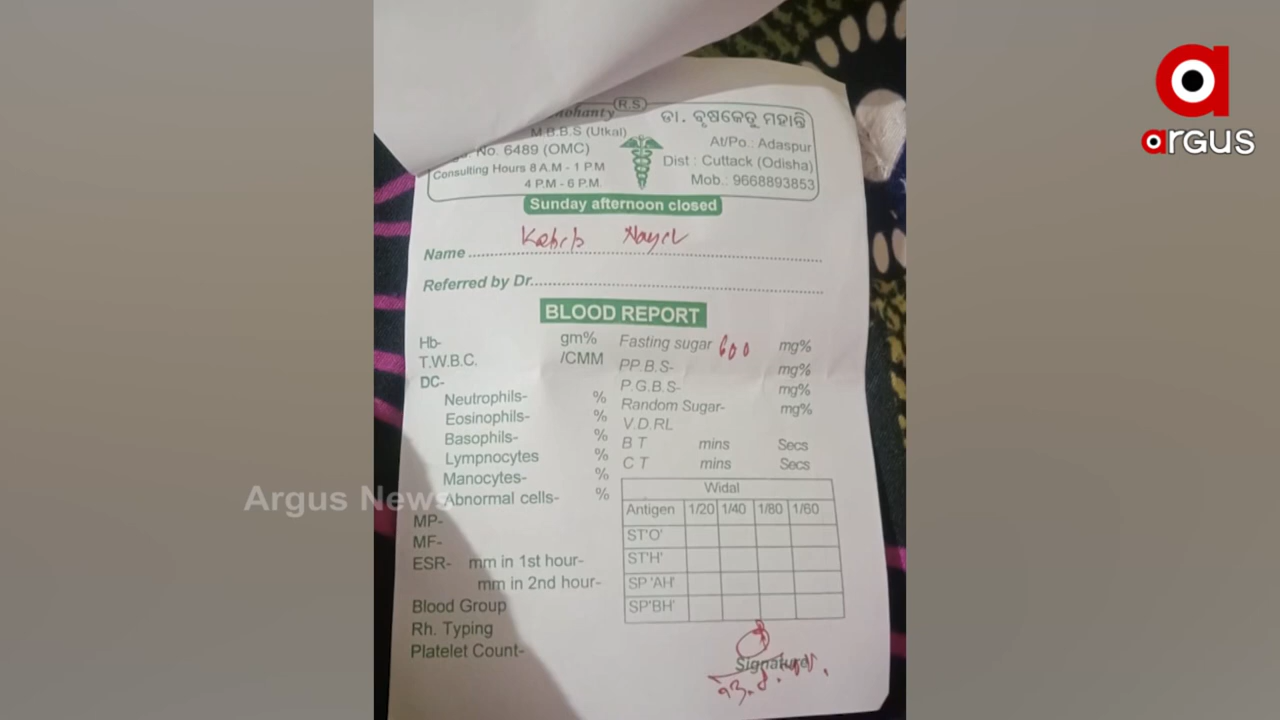 argus
ohanty R.S
M.B.B.S (Utkal)
No. 6489 (OMC)
Consulting Hours 8 A.M - 1 P.M
4 P.M - 6 P.M.
ଡା. ବୃଷକେତୁ ମହାନ୍ତି
At/Po.: Adaspur
Dist : Cuttack (Odisha)
Mob.: 9668893853
Sunday afternoon closed
Name
Referred by Dr.
BLOOD REPORT
Hb- gm%
T.W.B.C. /CMM
DC-
Neutrophils- %
Eosinophils- %
Basophils- %
Lympnocytes %
Manocytes- %
Abnormal cells- %
MP-
MF-
ESR- mm in 1st hour-
mm in 2nd hour-
Blood Group
Rh. Typing
Platelet Count-
Fasting sugar 600 mg%
PP.B.S- mg%
P.G.B.S- mg%
Random Sugar- mg%
V.D.RL
B T mins Secs
C T mins Secs
Widal
Antigen 1/20 1/40 1/80 1/60
ST'O'
ST'H'
SP 'AH'
SP'BH'
Signature
Argus News